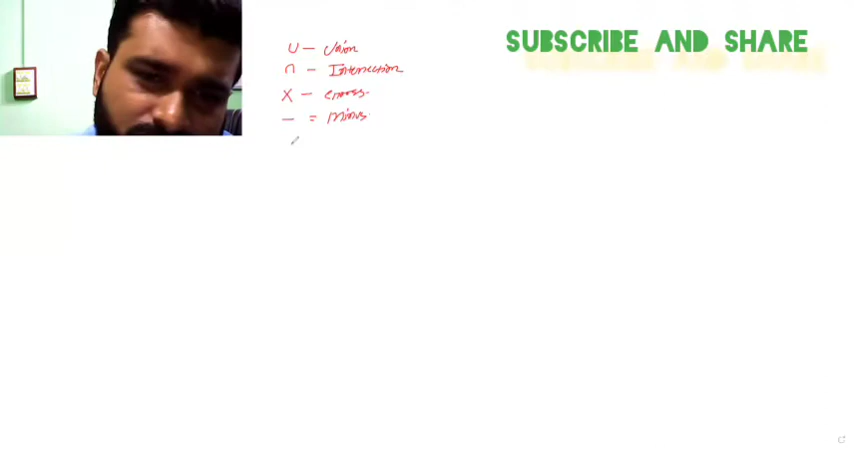 SUBSCRIBE AND SHARE
U — Union
∩ — Intersection
X — cross
— = minus